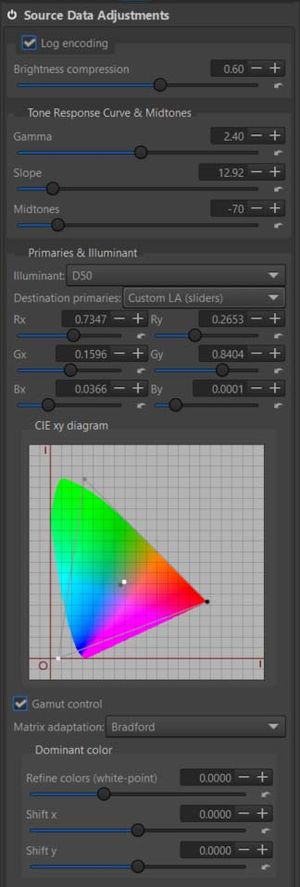 Source Data Adjustments
Log encoding
Brightness compression 0.60 − +
Tone Response Curve & Midtones
Gamma 2.40 − +
Slope 12.92 − +
Midtones -70 − +
Primaries & Illuminant
Illuminant: D50
Destination primaries: Custom LA (sliders)
Rx 0.7347 − + Ry 0.2653 − +
Gx 0.1596 − + Gy 0.8404 − +
Bx 0.0366 − + By 0.0001 − +
CIE xy diagram
1
0 1
Gamut control
Matrix adaptation: Bradford
Dominant color
Refine colors (white-point) 0.0000 − +
Shift x 0.0000 − +
Shift y 0.0000 − +